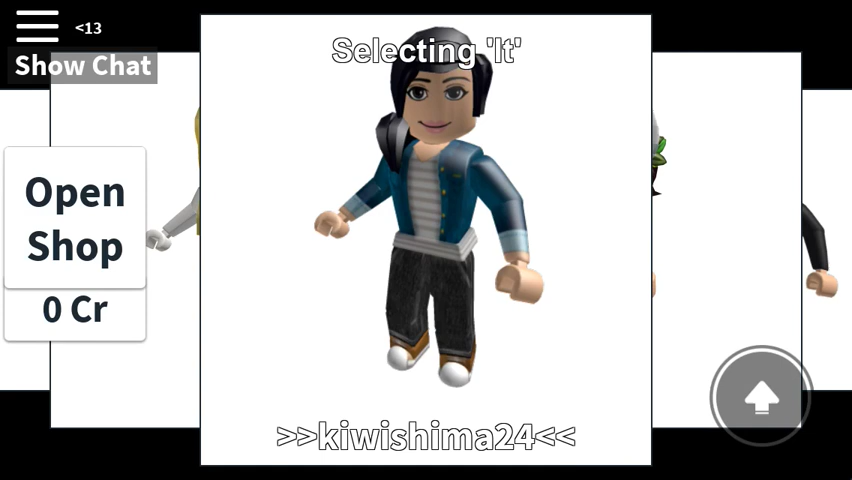 <13
Show Chat
Selecting 'It'
Open
Shop
0 Cr
>>kiwishima24<<